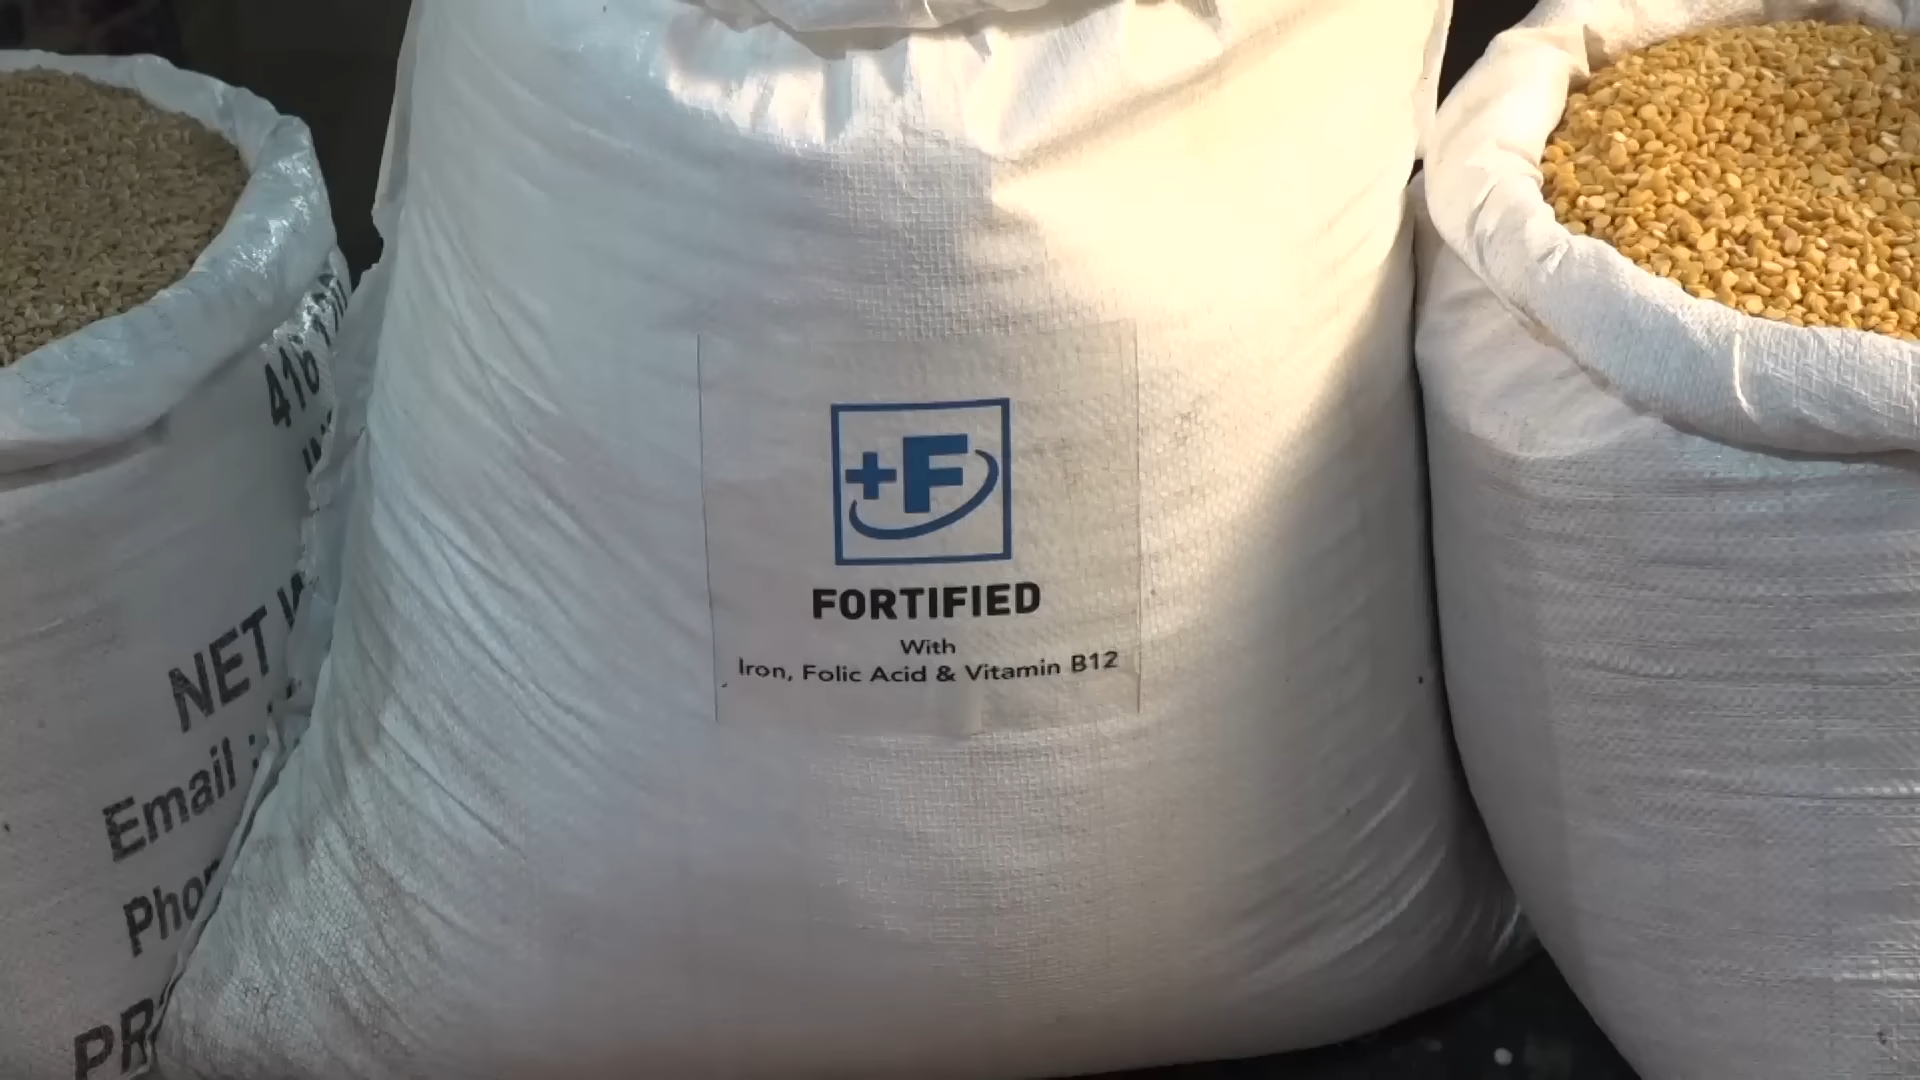 +F
FORTIFIED
With
Iron, Folic Acid & Vitamin B12
NET
Email :